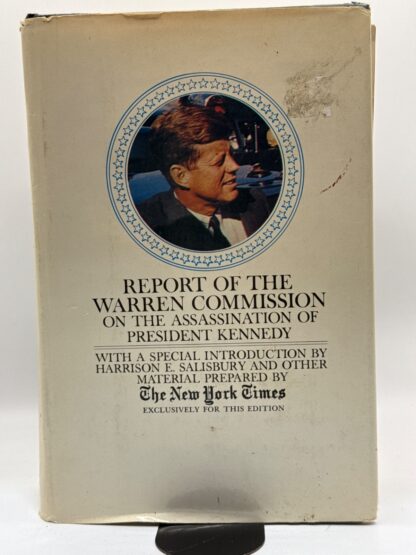 REPORT OF THE
WARREN COMMISSION
ON THE ASSASSINATION OF
PRESIDENT KENNEDY
WITH A SPECIAL INTRODUCTION BY
HARRISON E. SALISBURY AND OTHER
MATERIAL PREPARED BY
The New York Times
EXCLUSIVELY FOR THIS EDITION